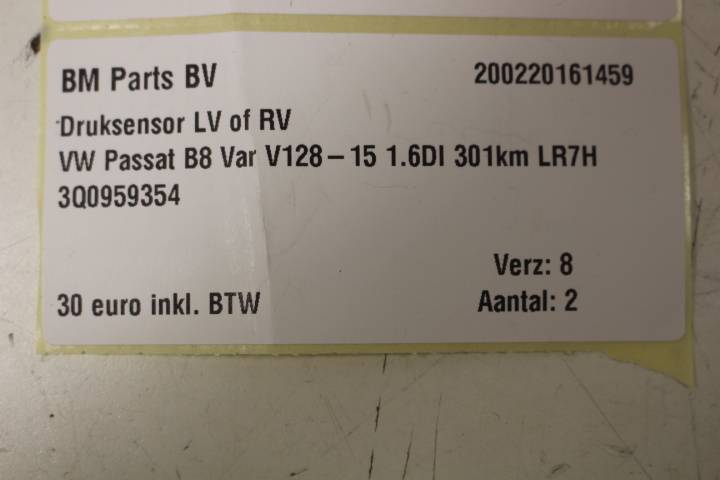 BM Parts BV 200220161459
Druksensor LV of RV
VW Passat B8 Var V128-15 1.6DI 301km LR7H
3Q0959354
Verz: 8
30 euro inkl. BTW Aantal: 2